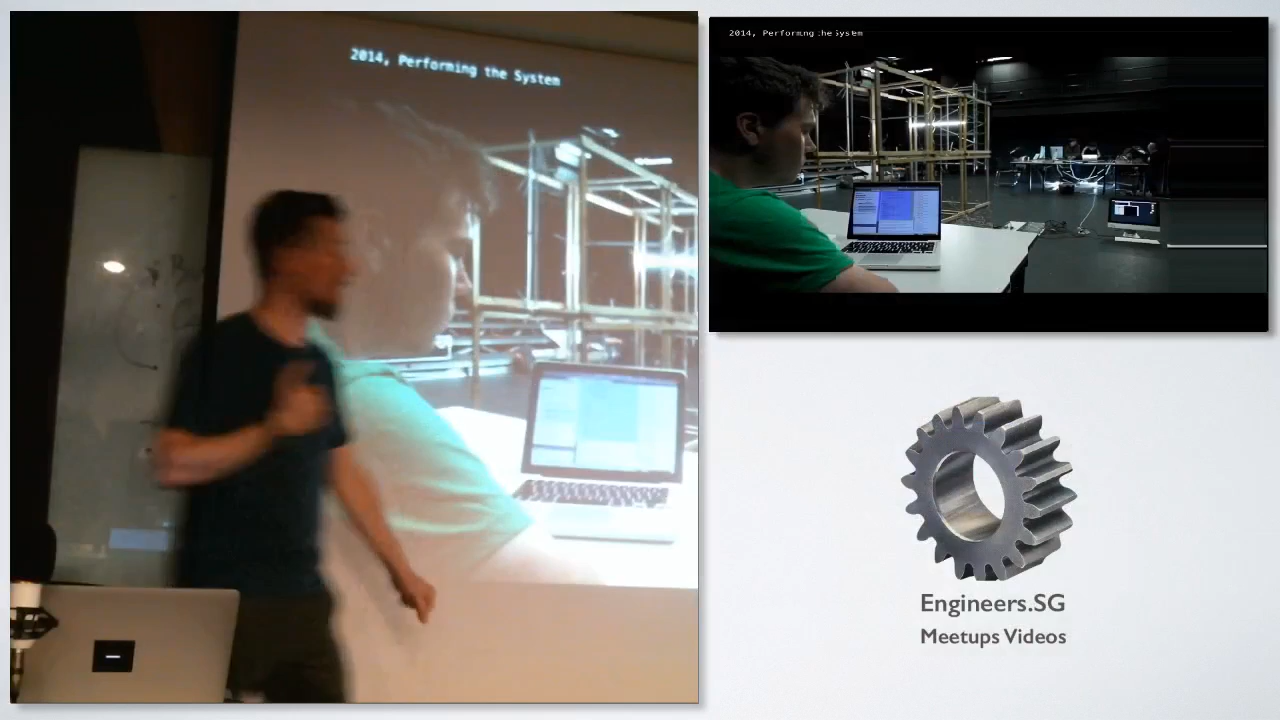 2014, Performing the System
2014, Performing the System
Engineers.SG
Meetups Videos